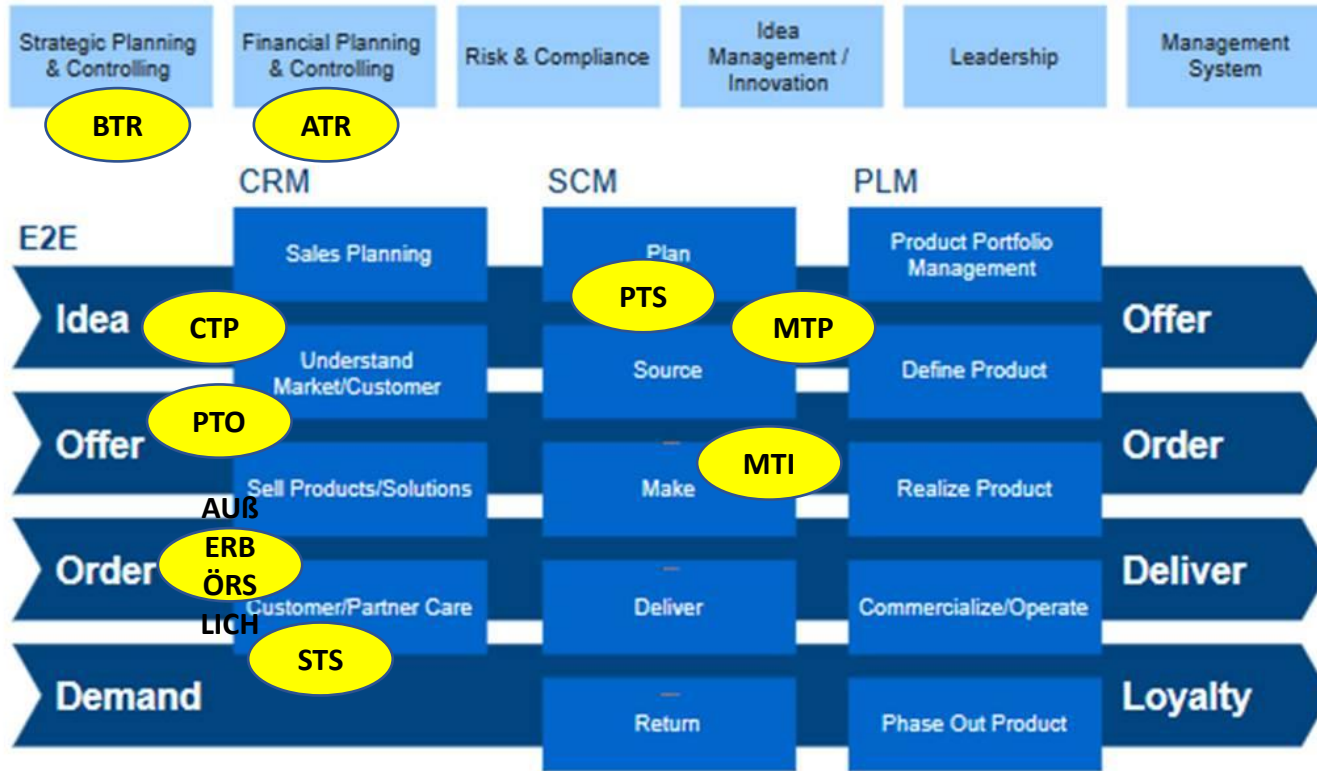 Strategic Planning
& Controlling
Financial Planning
& Controlling
Risk & Compliance
Idea
Management /
Innovation
Leadership
Management
System
BTR
ATR
CRM
SCM
PLM
E2E
Sales Planning
Plan
Product Portfolio
Management
Idea
CTP
PTS
MTP
Offer
Understand
Market/Customer
Source
Define Product
Offer
PTO
MTI
Order
Sell Products/Solutions
Make
Realize Product
Order
AUß
ERB
ÖRS
LICH
Deliver
Customer/Partner Care
Deliver
Commercialize/Operate
STS
Demand
Loyalty
Return
Phase Out Product